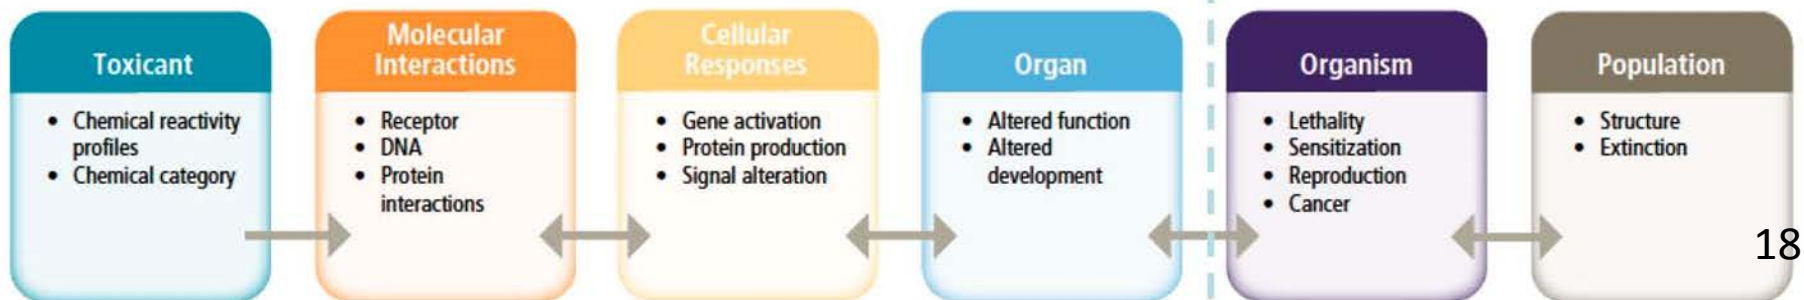 Toxicant
• Chemical reactivity
profiles
• Chemical category
Molecular
Interactions
• Receptor
• DNA
• Protein
interactions
Cellular
Responses
• Gene activation
• Protein production
• Signal alteration
Organ
• Altered function
• Altered
development
Organism
• Lethality
• Sensitization
• Reproduction
• Cancer
Population
• Structure
• Extinction
18